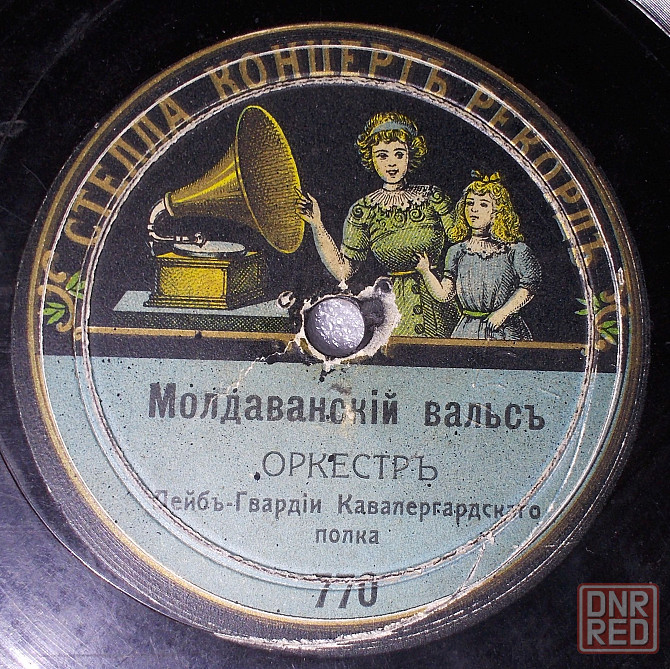 СТЕЛЛА КОНЦЕРТЪ РЕКОРДЪ
Молдаванскій вальсъ
ОРКЕСТРЪ
Лейбъ-Гвардіи Кавалергардскаго
полка
770
DNR
RED